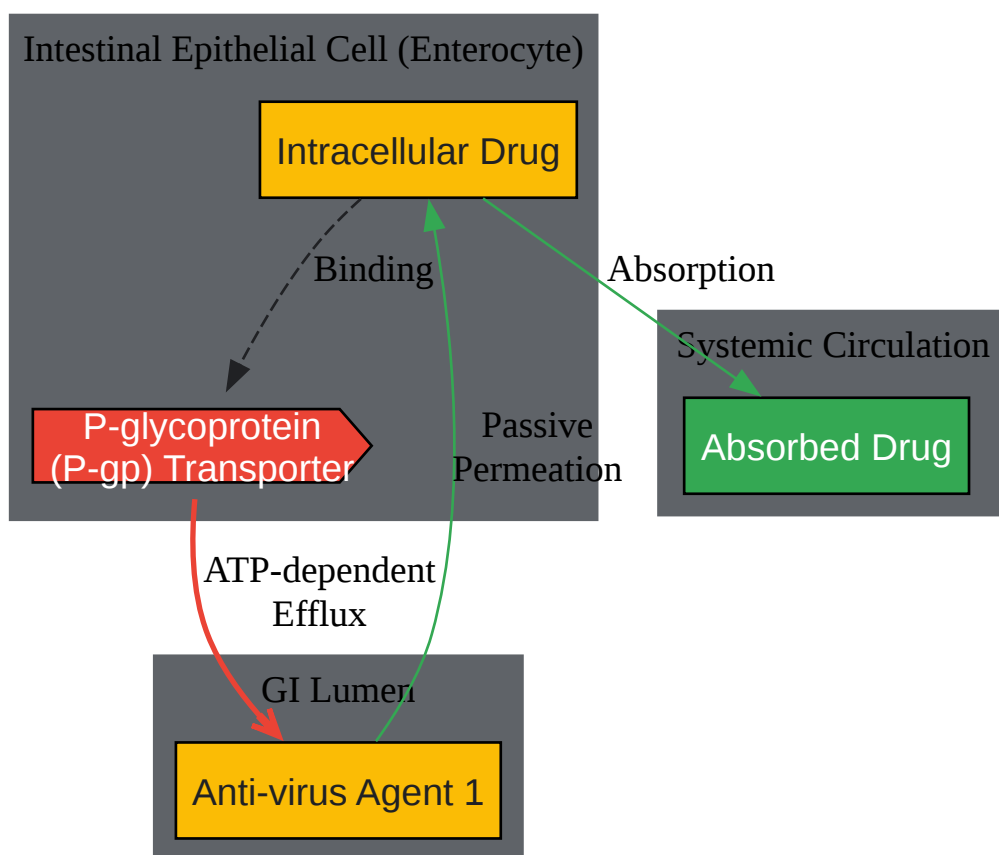 Intestinal Epithelial Cell (Enterocyte)
Intracellular Drug
Binding
Absorption
Systemic Circulation
P-glycoprotein
(P-gp) Transporter
Passive
Permeation
Absorbed Drug
ATP-dependent
Efflux
GI Lumen
Anti-virus Agent 1